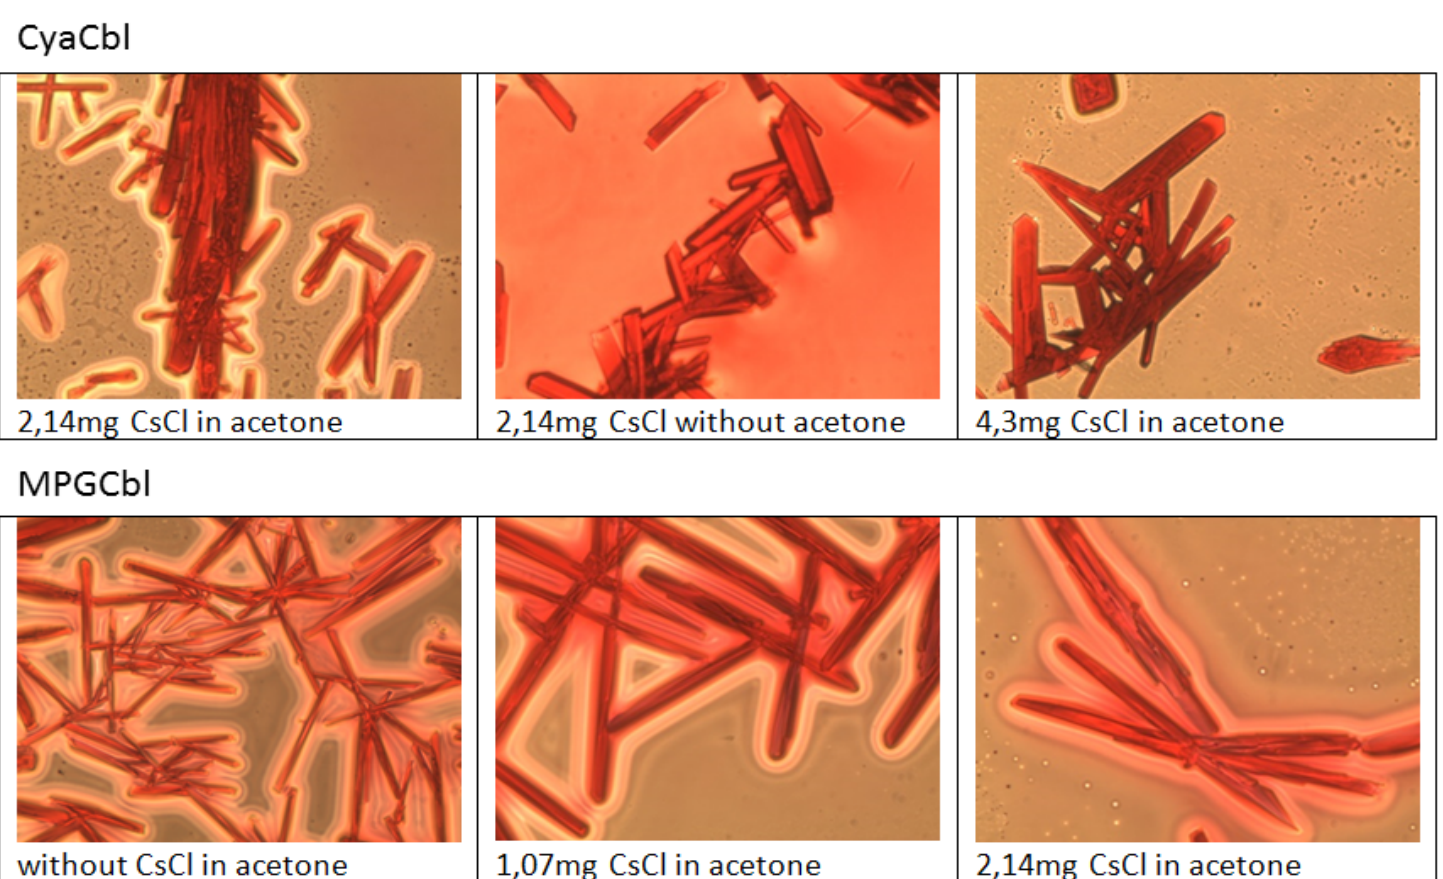 CyaCbl
2,14mg CsCl in acetone
2,14mg CsCl without acetone
4,3mg CsCl in acetone
MPGCbl
without CsCl in acetone
1,07mg CsCl in acetone
2,14mg CsCl in acetone